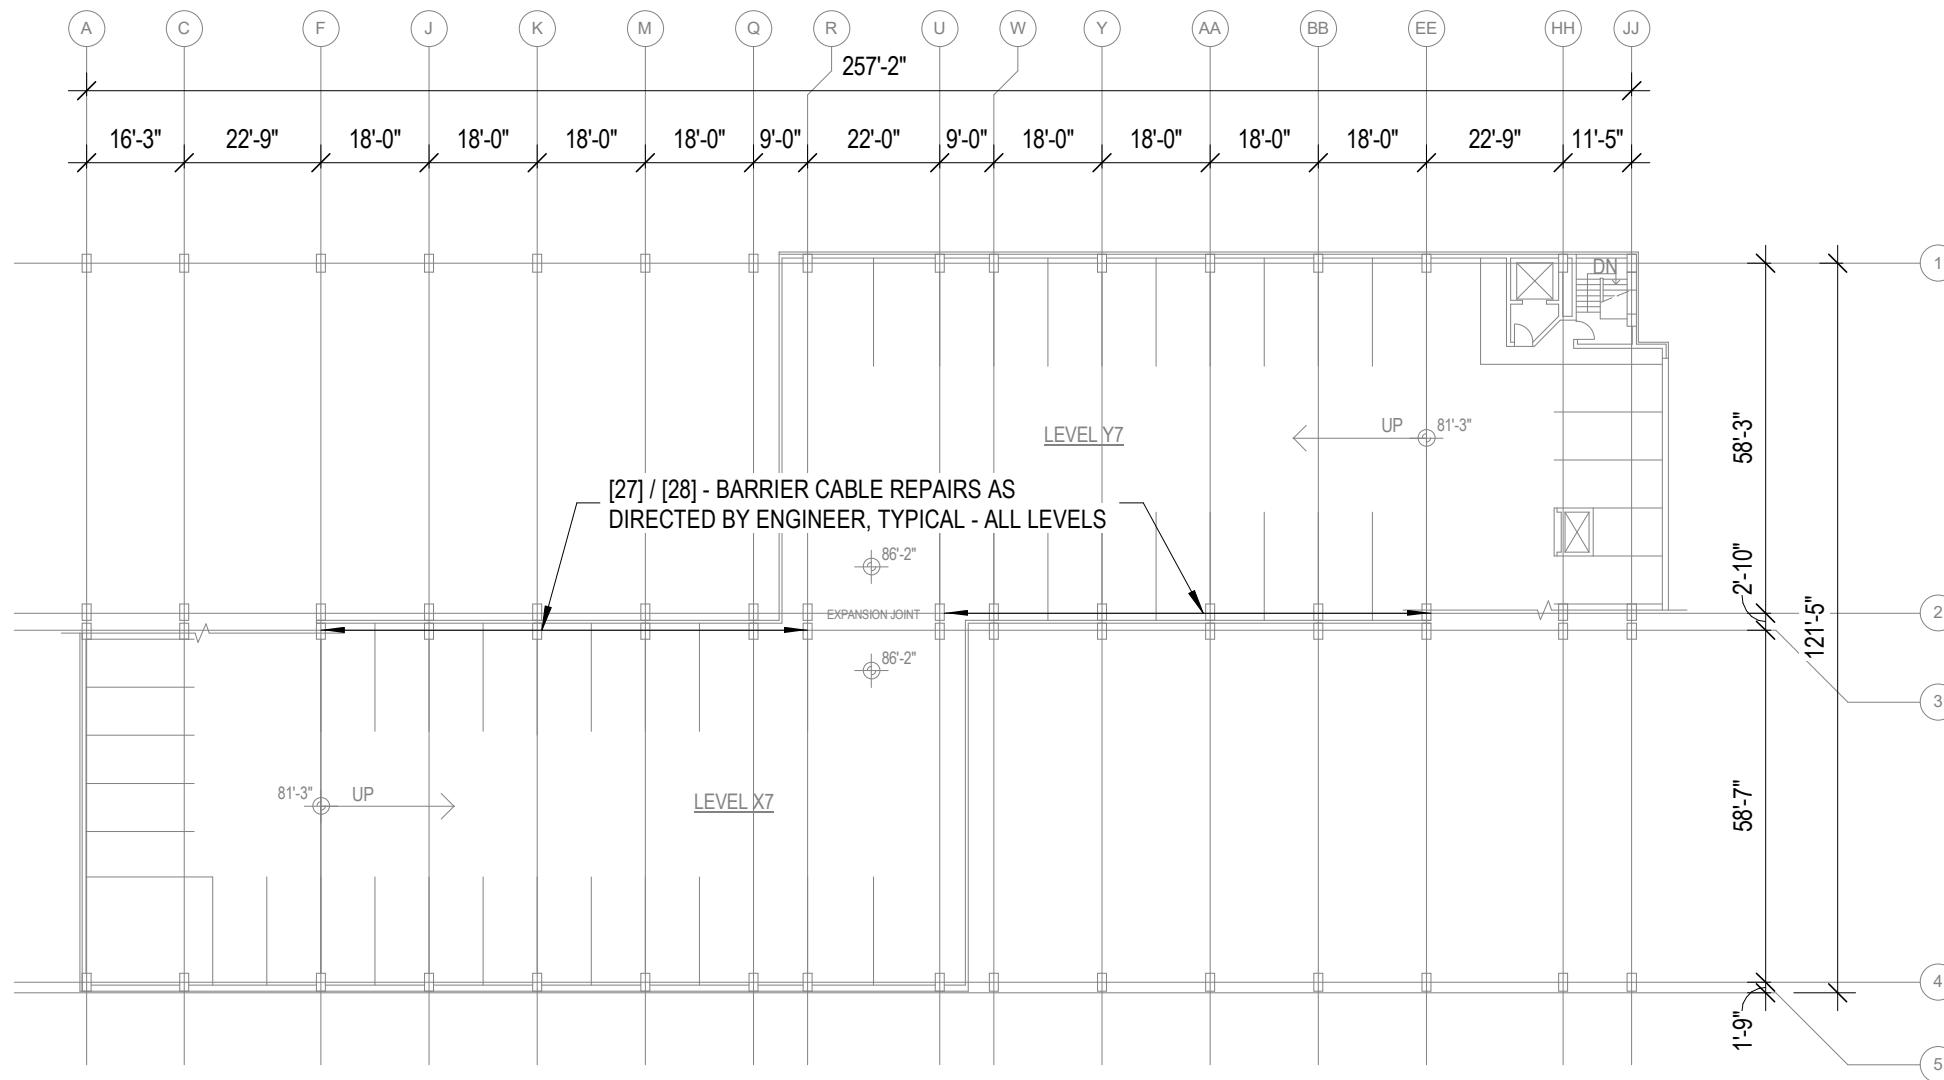 A C F J K M Q R U W Y AA BB EE HH JJ
257'-2"
16'-3" 22'-9" 18'-0" 18'-0" 18'-0" 18'-0" 9'-0" 22'-0" 9'-0" 18'-0" 18'-0" 18'-0" 18'-0" 22'-9" 11'-5"
1
DN
LEVEL Y7
UP 81'-3"
58'-3"
[27] / [28] - BARRIER CABLE REPAIRS AS
DIRECTED BY ENGINEER, TYPICAL - ALL LEVELS
86'-2"
2'-10"
EXPANSION JOINT
2
121'-5"
86'-2"
3
81'-3" UP
LEVEL X7
58'-7"
4
1'-9"
5